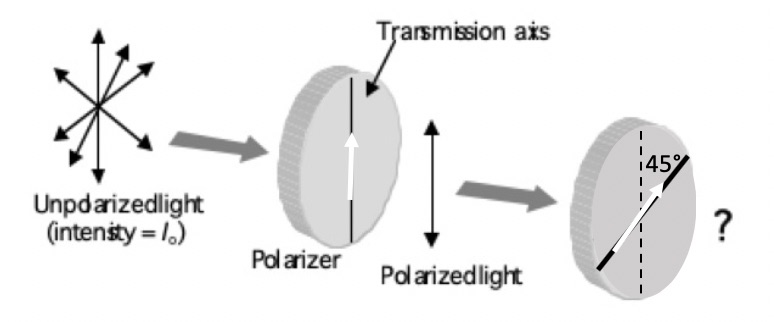 Transmission axis
45°
Unpolarized light
(intensity = I₀)
?
Polarizer
Polarized light